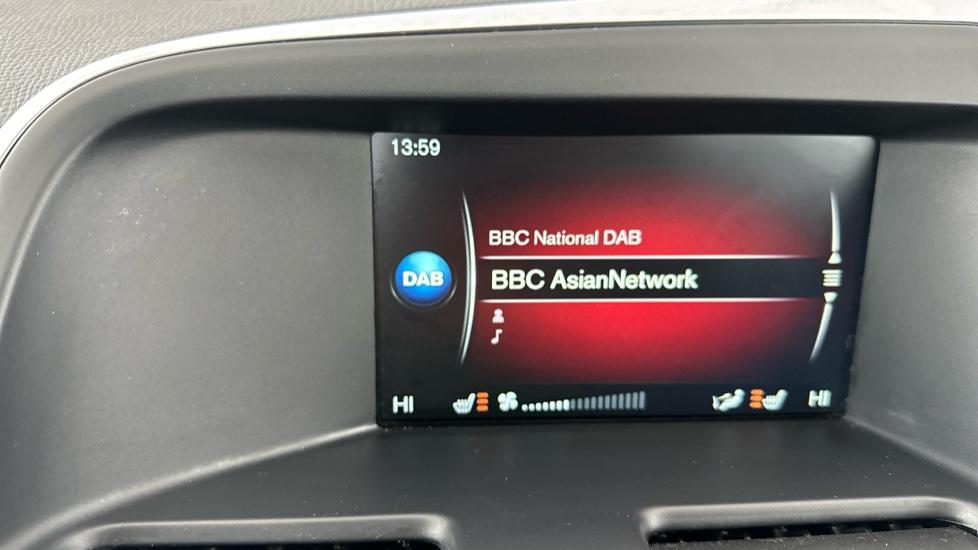 13:59
BBC National DAB
DAB
BBC AsianNetwork
HI
HI